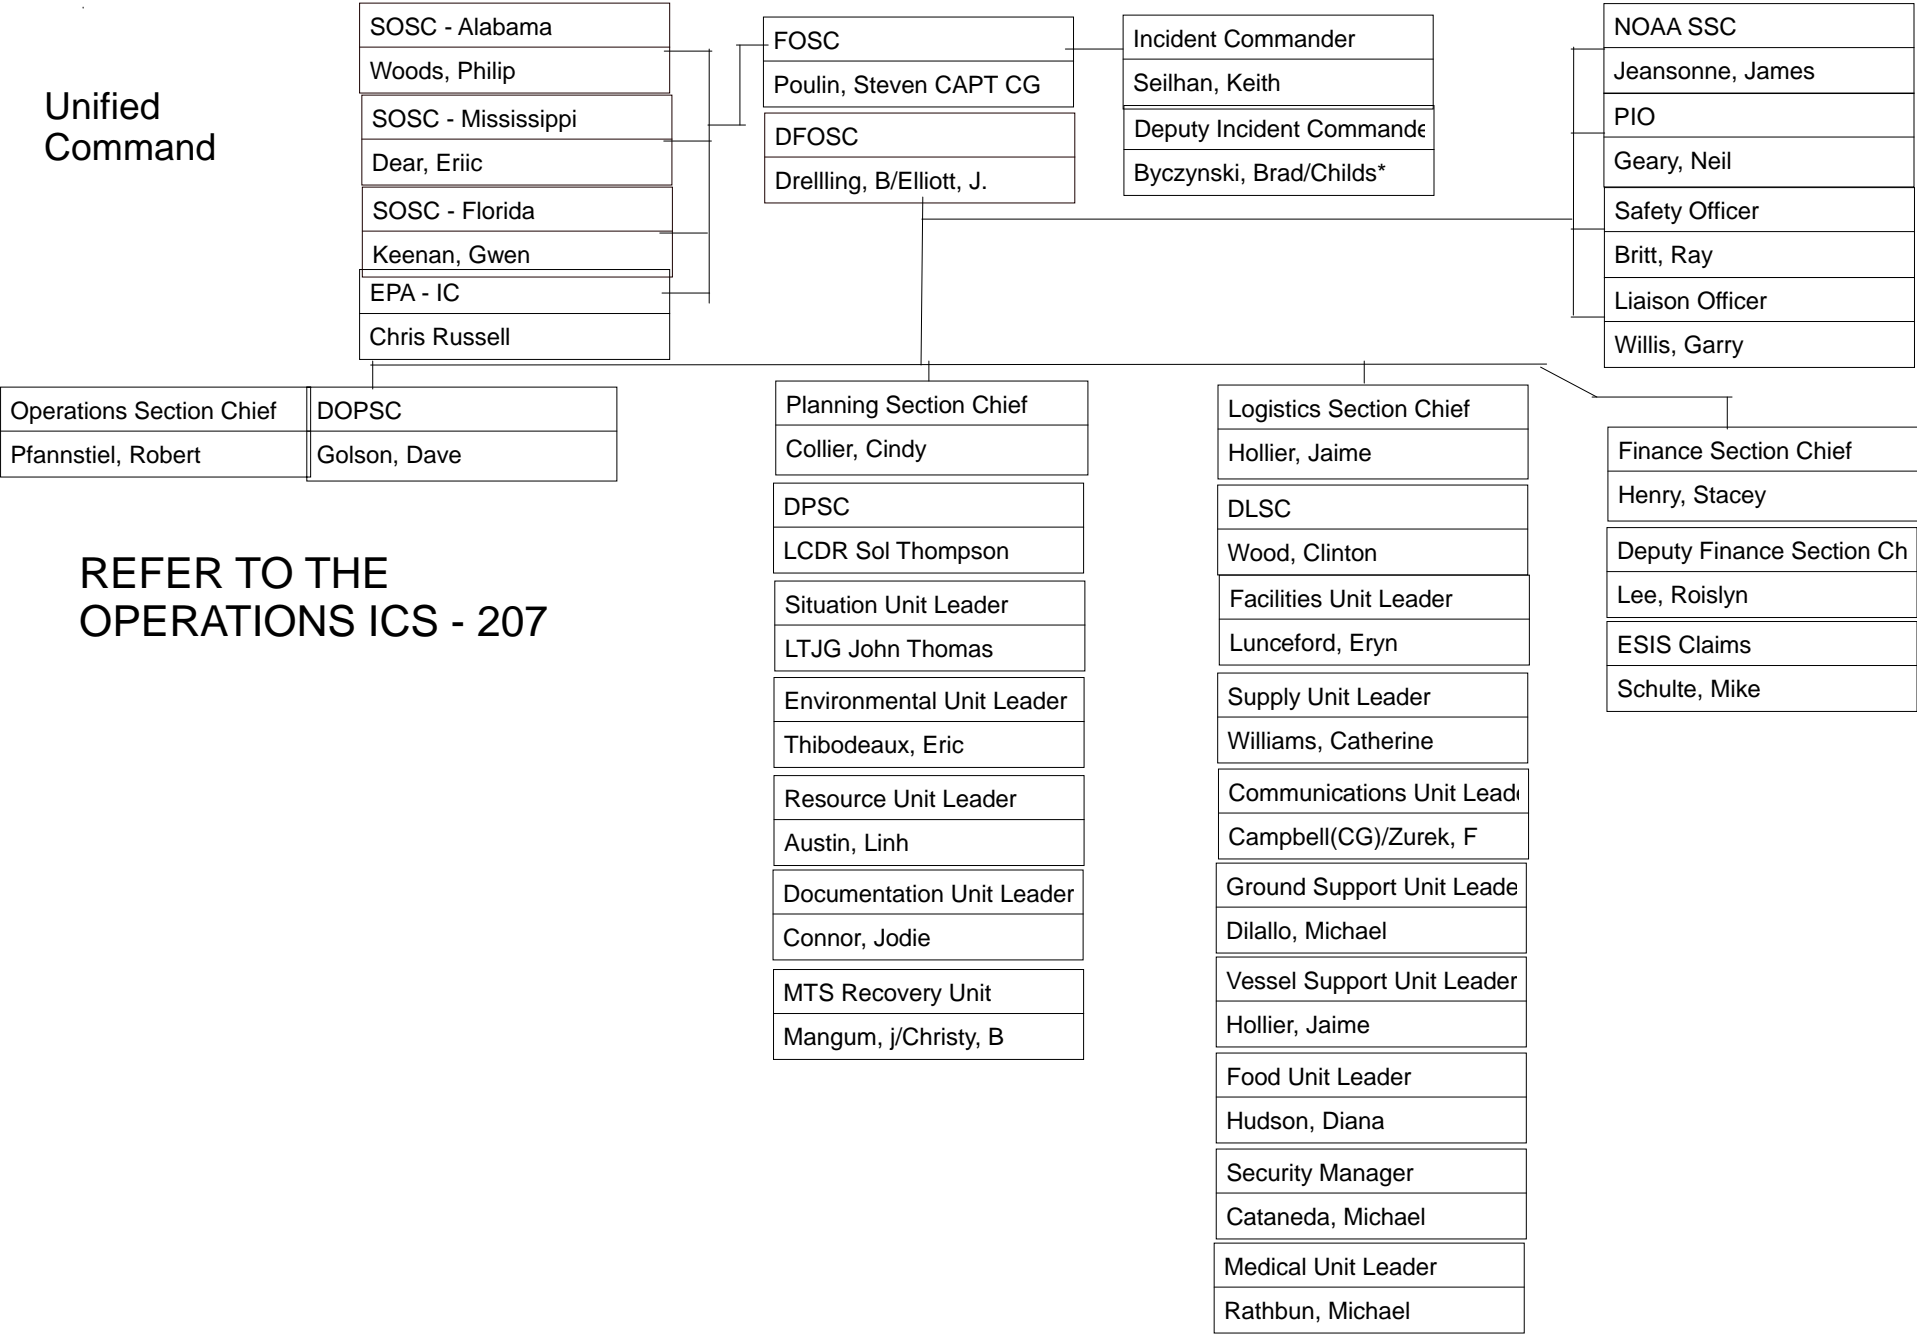 Unified
Command
SOSC - Alabama
Woods, Philip
SOSC - Mississippi
Dear, Eriic
SOSC - Florida
Keenan, Gwen
EPA - IC
Chris Russell
FOSC
Poulin, Steven CAPT CG
DFOSC
Drellling, B/Elliott, J.
Incident Commander
Seilhan, Keith
Deputy Incident Commande
Byczynski, Brad/Childs*
NOAA SSC
Jeansonne, James
PIO
Geary, Neil
Safety Officer
Britt, Ray
Liaison Officer
Willis, Garry
Operations Section Chief
Pfannstiel, Robert
DOPSC
Golson, Dave
REFER TO THE
OPERATIONS ICS - 207
Planning Section Chief
Collier, Cindy
DPSC
LCDR Sol Thompson
Situation Unit Leader
LTJG John Thomas
Environmental Unit Leader
Thibodeaux, Eric
Resource Unit Leader
Austin, Linh
Documentation Unit Leader
Connor, Jodie
MTS Recovery Unit
Mangum, j/Christy, B
Logistics Section Chief
Hollier, Jaime
DLSC
Wood, Clinton
Facilities Unit Leader
Lunceford, Eryn
Supply Unit Leader
Williams, Catherine
Communications Unit Leade
Campbell(CG)/Zurek, F
Ground Support Unit Leade
Dilallo, Michael
Vessel Support Unit Leader
Hollier, Jaime
Food Unit Leader
Hudson, Diana
Security Manager
Cataneda, Michael
Medical Unit Leader
Rathbun, Michael
Finance Section Chief
Henry, Stacey
Deputy Finance Section Ch
Lee, Roislyn
ESIS Claims
Schulte, Mike